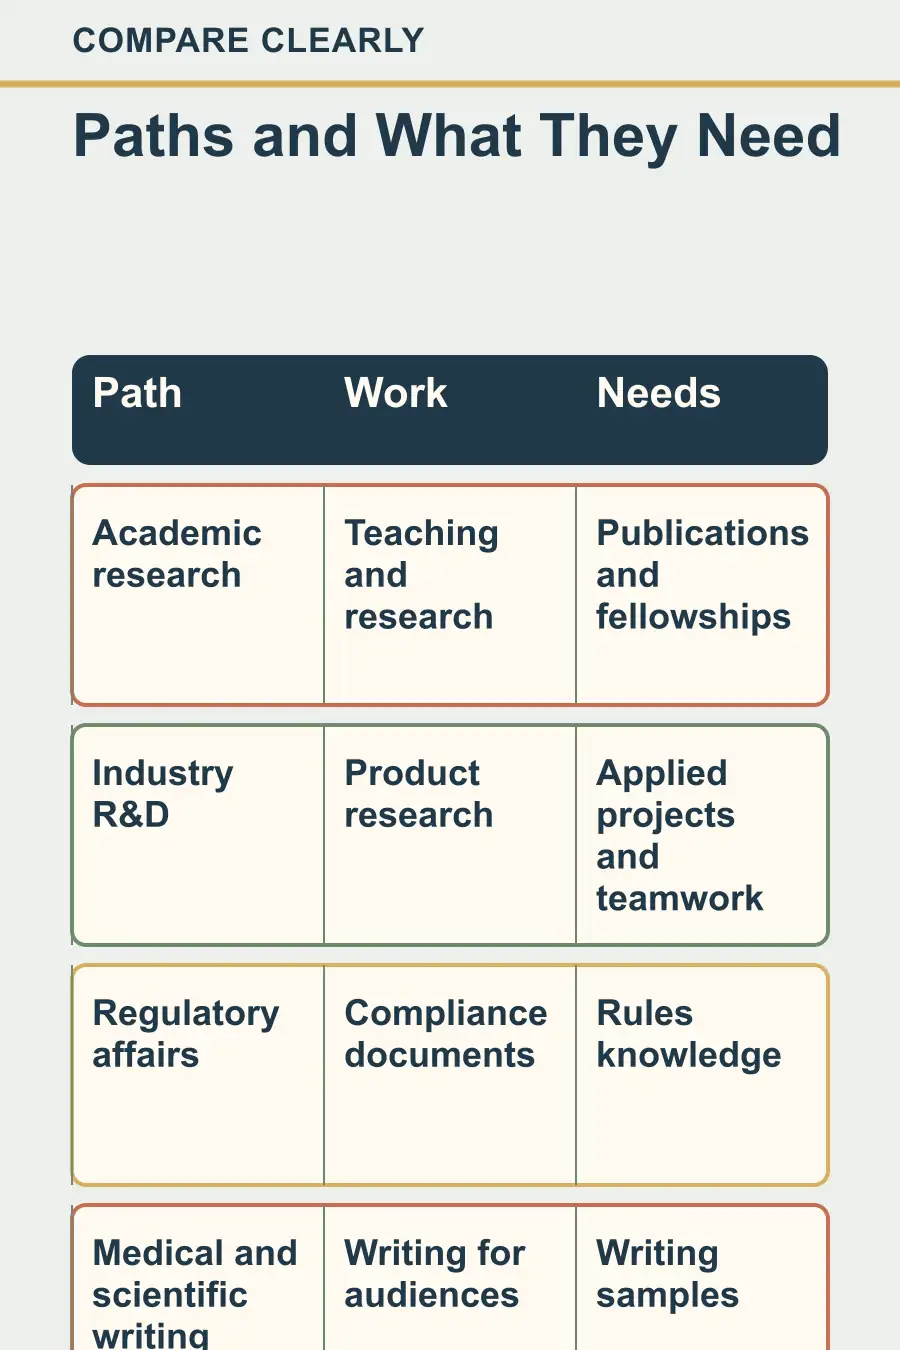 COMPARE CLEARLY
Paths and What They Need
Path
Work
Needs
Academic
research
Teaching
and
research
Publications
and
fellowships
Industry
R&D
Product
research
Applied
projects
and
teamwork
Regulatory
affairs
Compliance
documents
Rules
knowledge
Medical and
scientific
writing
Writing for
audiences
Writing
samples